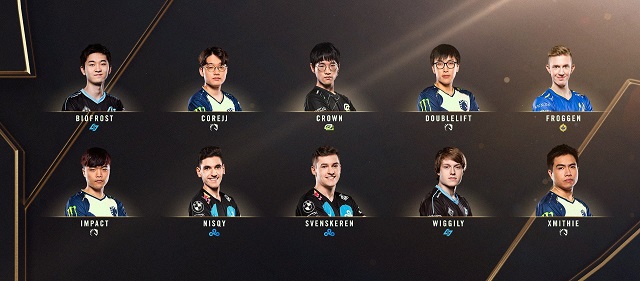 BIOFROST
COREJJ
CROWN
DOUBLELIFT
FROGGEN
IMPACT
NISQY
SVENSKEREN
WIGGILY
XMITHIE